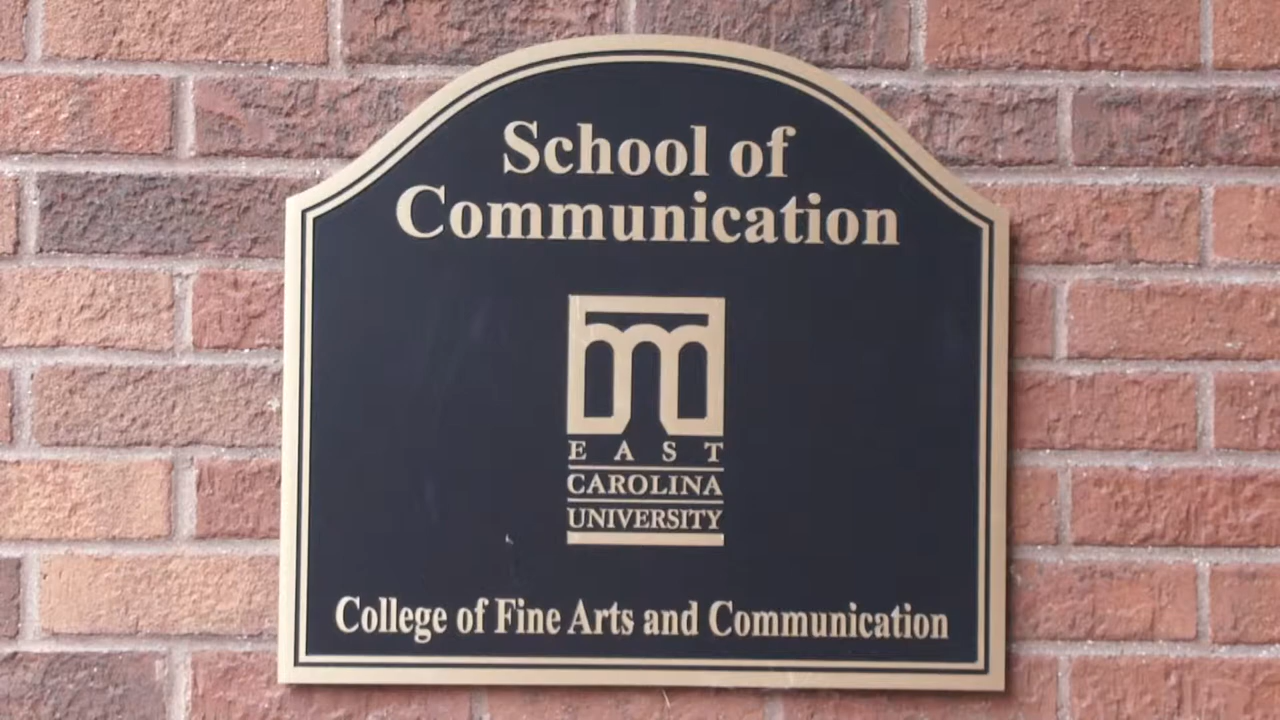 School of
Communication
EAST
CAROLINA
UNIVERSITY
College of Fine Arts and Communication